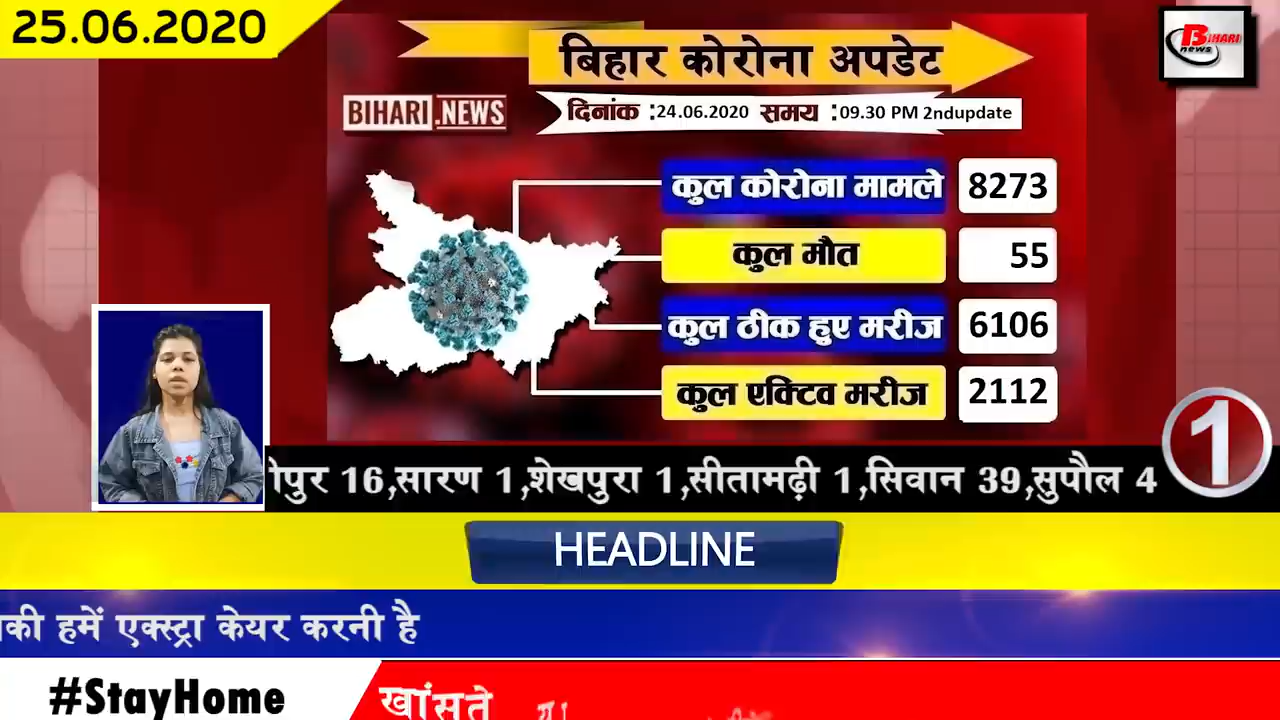 25.06.2020
बिहार कोरोना अपडेट
BIHARI NEWS
BIHARI.NEWS
दिनांक :24.06.2020 समय :09.30 PM 2ndupdate
कुल कोरोना मामले 8273
कुल मौत 55
कुल ठीक हुए मरीज 6106
कुल एक्टिव मरीज 2112
1
पुर 16,सारण 1,शेखपुरा 1,सीतामढ़ी 1,सिवान 39,सुपौल 4
HEADLINE
की हमें एक्स्ट्रा केयर करनी है
#StayHome
खांसते